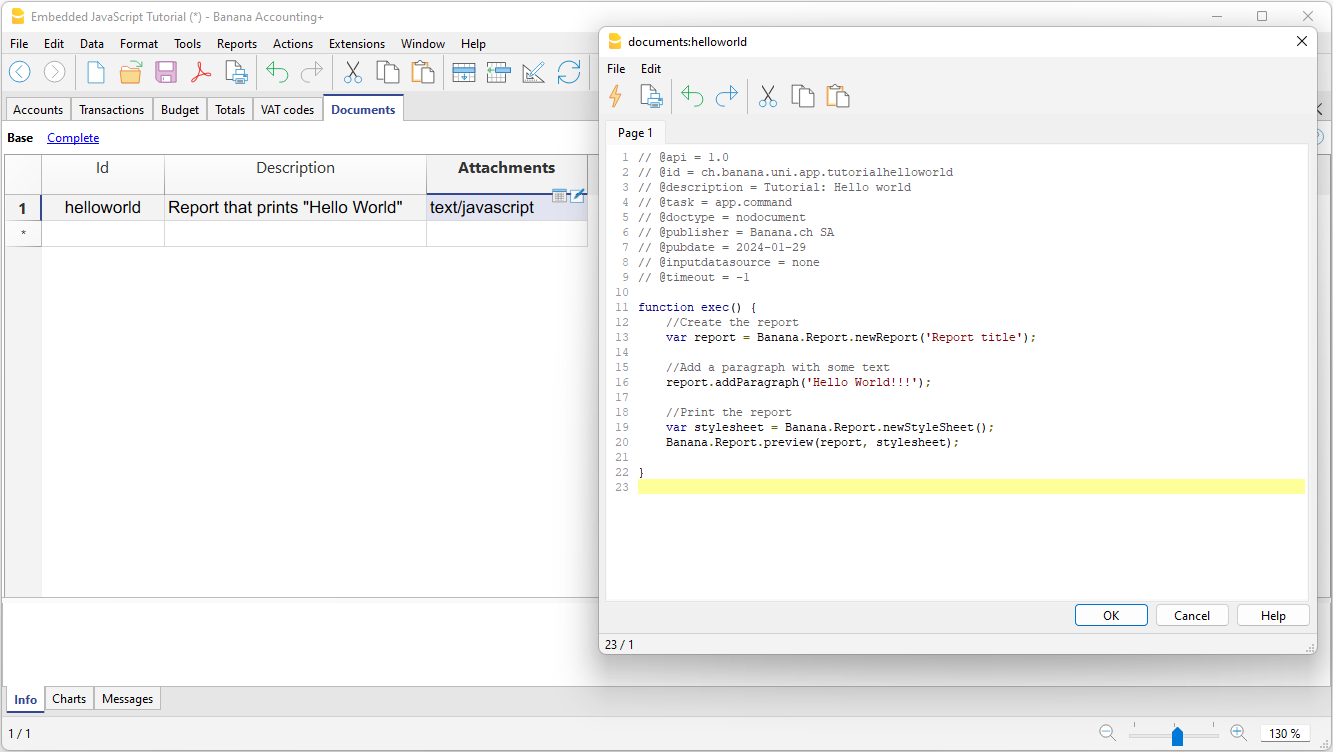 Embedded JavaScript Tutorial (*) - Banana Accounting+
File Edit Data Format Tools Reports Actions Extensions Window Help
Accounts Transactions Budget Totals VAT codes Documents
Base Complete
Id Description Attachments
1 helloworld Report that prints "Hello World" text/javascript
*
documents:helloworld
File Edit
Page 1
1 // @api = 1.0
2 // @id = ch.banana.uni.app.tutorialhelloworld
3 // @description = Tutorial: Hello world
4 // @task = app.command
5 // @doctype = nodocument
6 // @publisher = Banana.ch SA
7 // @pubdate = 2024-01-29
8 // @inputdatasource = none
9 // @timeout = -1
10
11 function exec() {
12     //Create the report
13     var report = Banana.Report.newReport('Report title');
14
15     //Add a paragraph with some text
16     report.addParagraph('Hello World!!!');
17
18     //Print the report
19     var stylesheet = Banana.Report.newStyleSheet();
20     Banana.Report.preview(report, stylesheet);
21
22 }
23
OK Cancel Help
23 / 1
Info Charts Messages
1 / 1
130 %